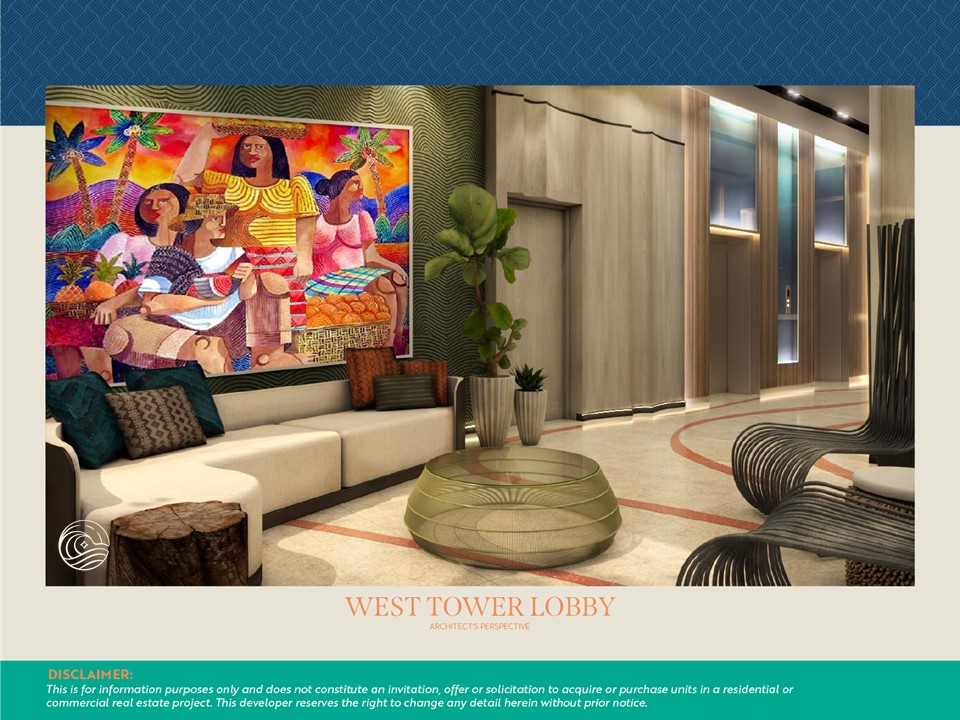 WEST TOWER LOBBY
ARCHITECT'S PERSPECTIVE
DISCLAIMER:
This is for information purposes only and does not constitute an invitation, offer or solicitation to acquire or purchase units in a residential or
commercial real estate project. This developer reserves the right to change any detail herein without prior notice.